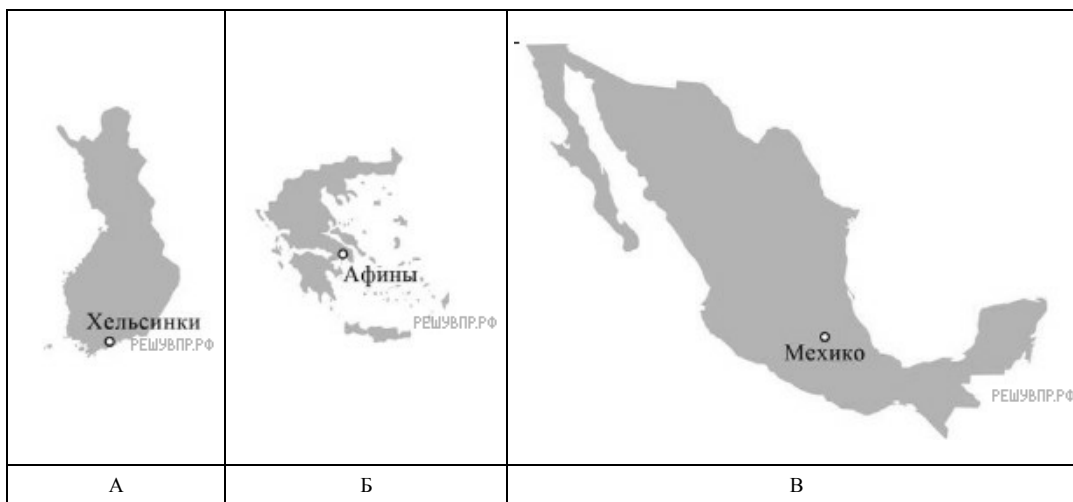 Хельсинки
РЕШУВПР.РФ
Афины
РЕШУВПР.РФ
Мехико
РЕШУВПР.РФ
А
Б
В